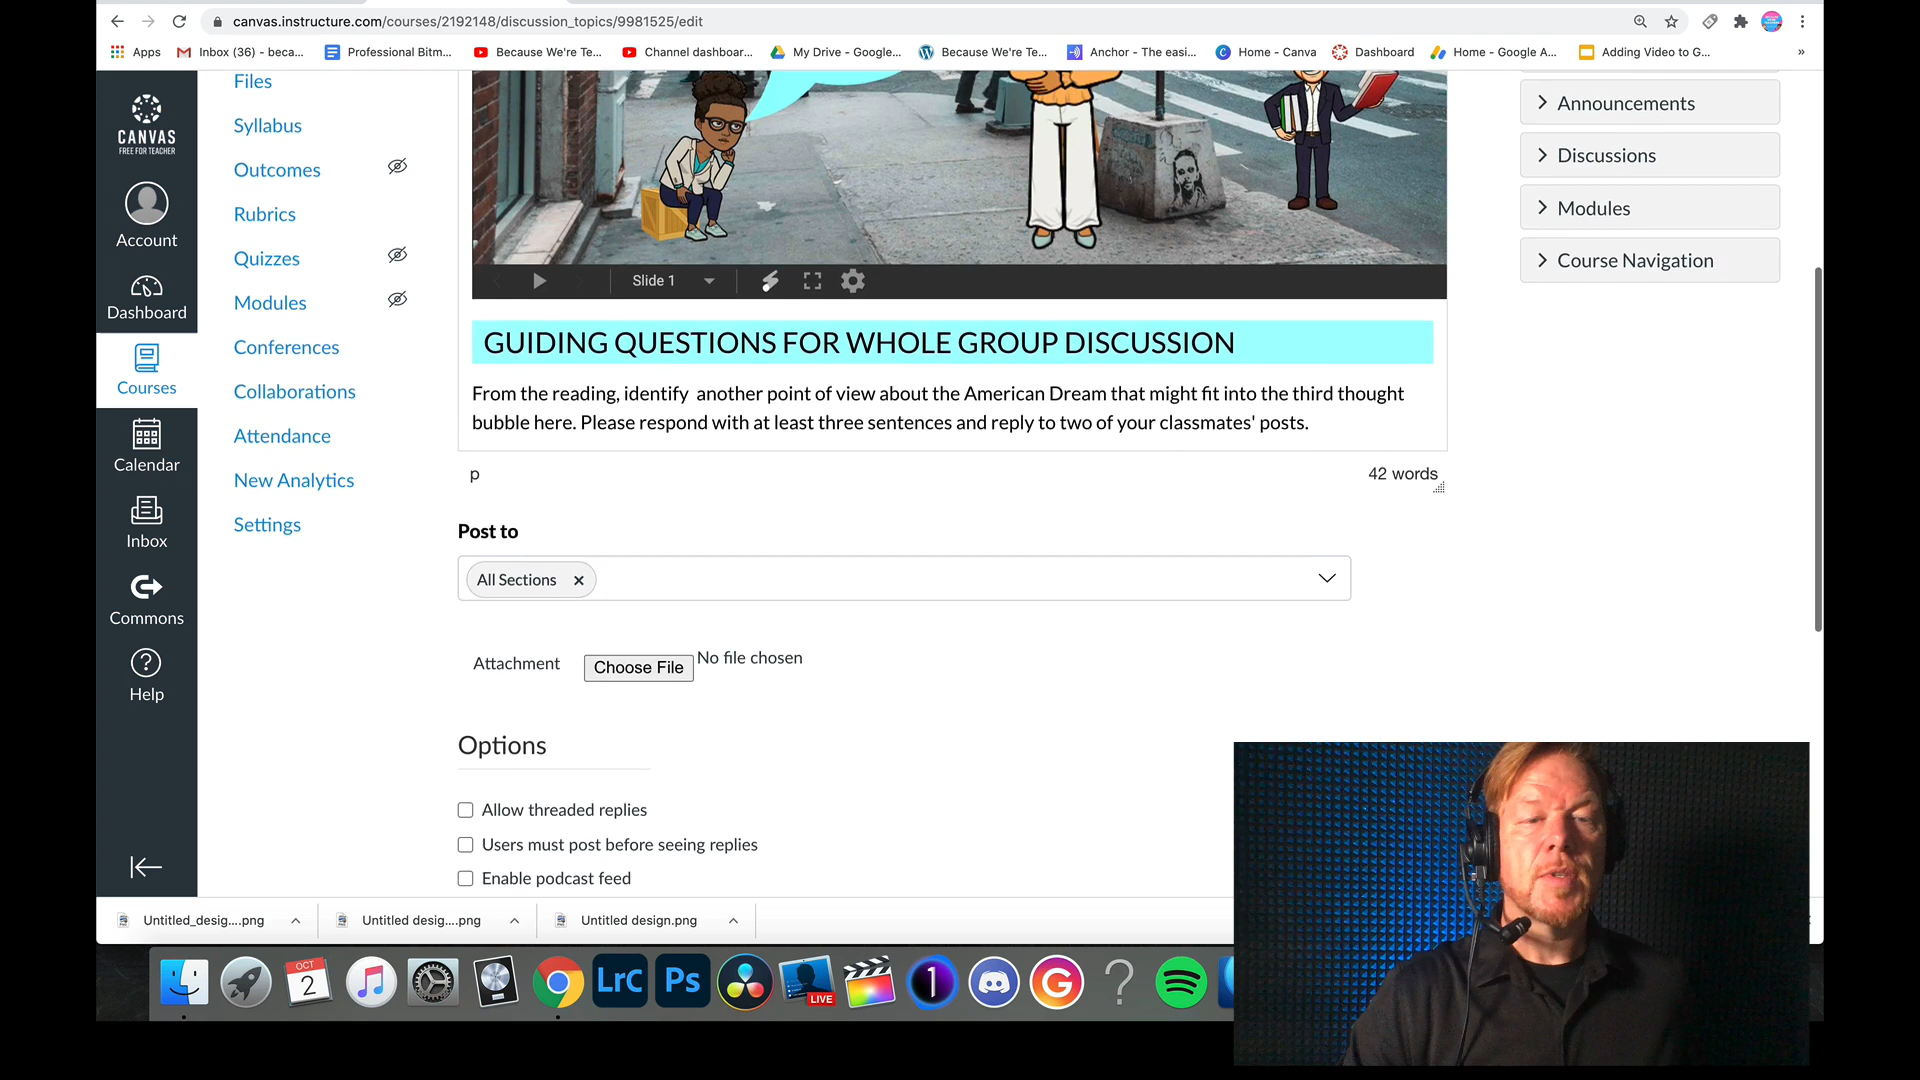 canvas.instructure.com/courses/2192148/discussion_topics/9981525/edit
Apps
Inbox (36) - beca...
Professional Bitm...
Because We're Te...
Channel dashboar...
My Drive - Google...
Because We're Te...
Anchor - The easi...
Home - Canva
Dashboard
Home - Google A...
Adding Video to G...
»
CANVAS
FREE FOR TEACHER
Account
Dashboard
Courses
Calendar
Inbox
Commons
Help
Files
Syllabus
Outcomes
Rubrics
Quizzes
Modules
Conferences
Collaborations
Attendance
New Analytics
Settings
Slide 1
GUIDING QUESTIONS FOR WHOLE GROUP DISCUSSION
From the reading, identify another point of view about the American Dream that might fit into the third thought
bubble here. Please respond with at least three sentences and reply to two of your classmates' posts.
p
42 words
Post to
All Sections
Attachment
Choose File
No file chosen
Options
Allow threaded replies
Users must post before seeing replies
Enable podcast feed
Announcements
Discussions
Modules
Course Navigation
Untitled_desig....png
Untitled desig....png
Untitled design.png
OCT
2
LrC
Ps
LIVE
1
G
?